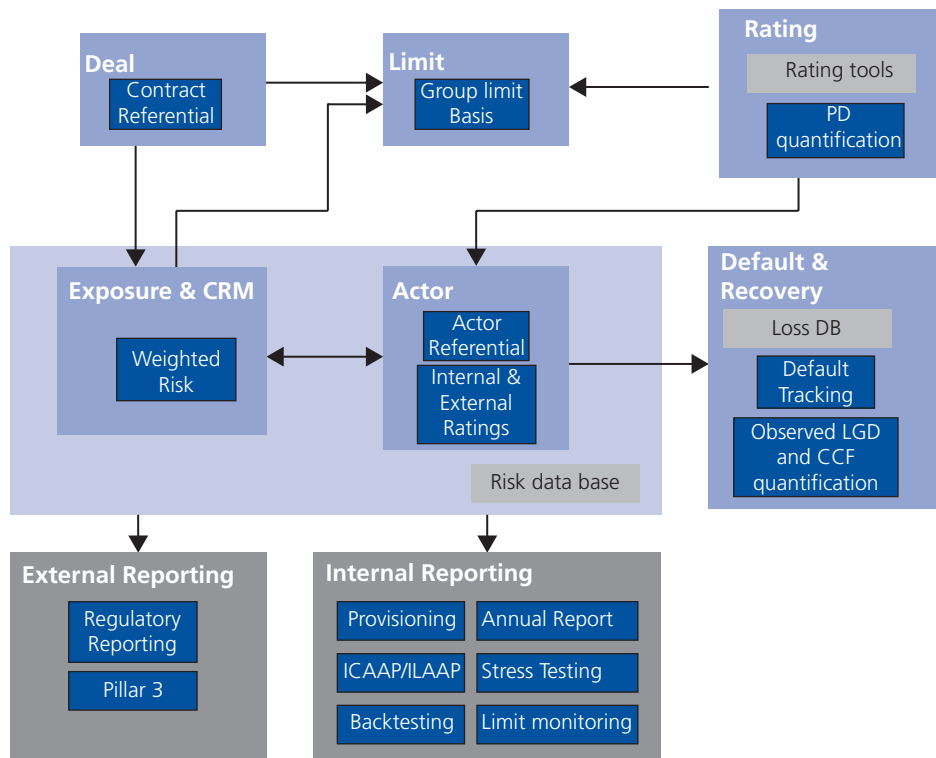 Deal
Contract
Referential
Limit
Group limit
Basis
Rating
Rating tools
PD
quantification
Exposure & CRM
Weighted
Risk
Actor
Actor
Referential
Internal &
External
Ratings
Risk data base
Default &
Recovery
Loss DB
Default
Tracking
Observed LGD
and CCF
quantification
External Reporting
Regulatory
Reporting
Pillar 3
Internal Reporting
Provisioning
Annual Report
ICAAP/ILAAP
Stress Testing
Backtesting
Limit monitoring